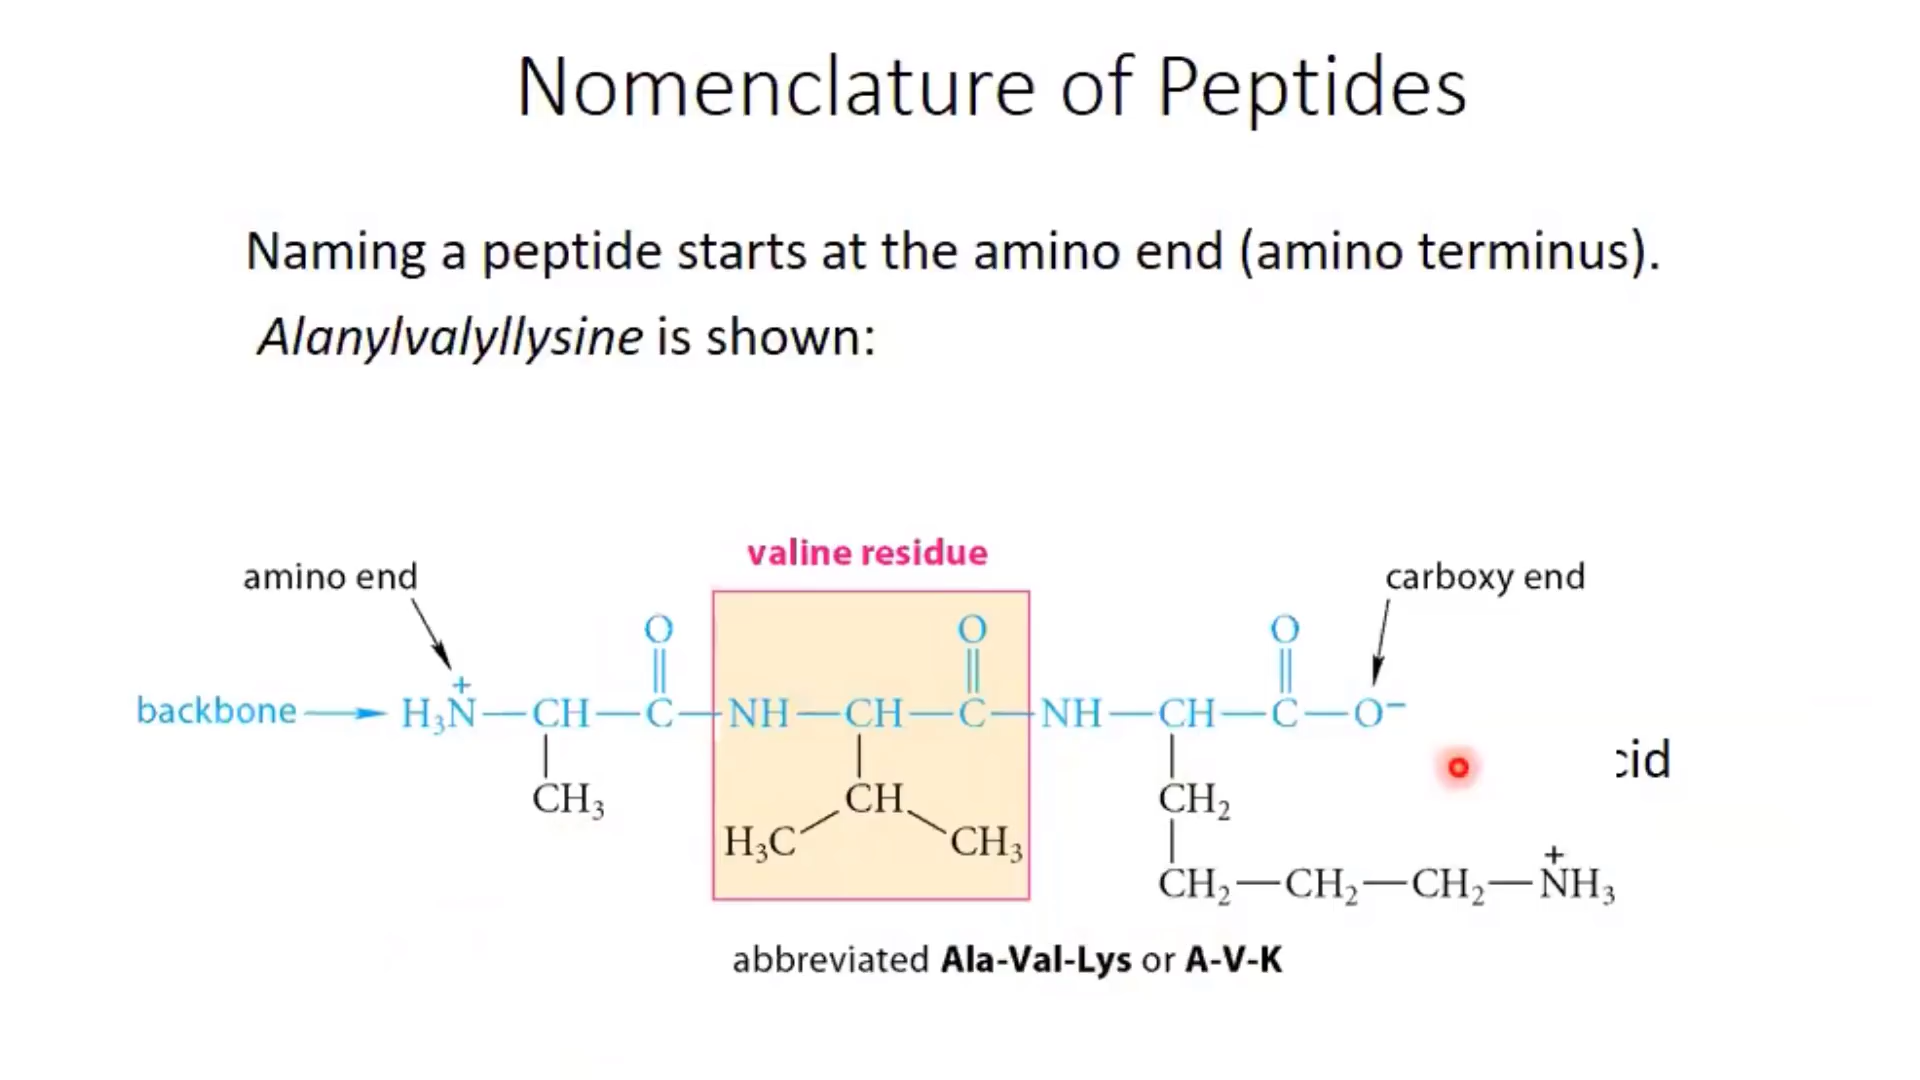 Nomenclature of Peptides
Naming a peptide starts at the amino end (amino terminus).
Alanylvalyllysine is shown:
valine residue
amino end
carboxy end
O O O
backbone H₃N⁺—CH—C—NH—CH—C—NH—CH—C—O⁻
cid
CH₃ CH CH₂
H₃C CH₃
CH₂—CH₂—CH₂—N⁺H₃
abbreviated Ala-Val-Lys or A-V-K